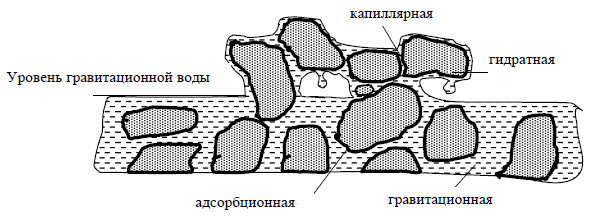 капиллярная
гидратная
Уровень гравитационной воды
адсорбционная
гравитационная